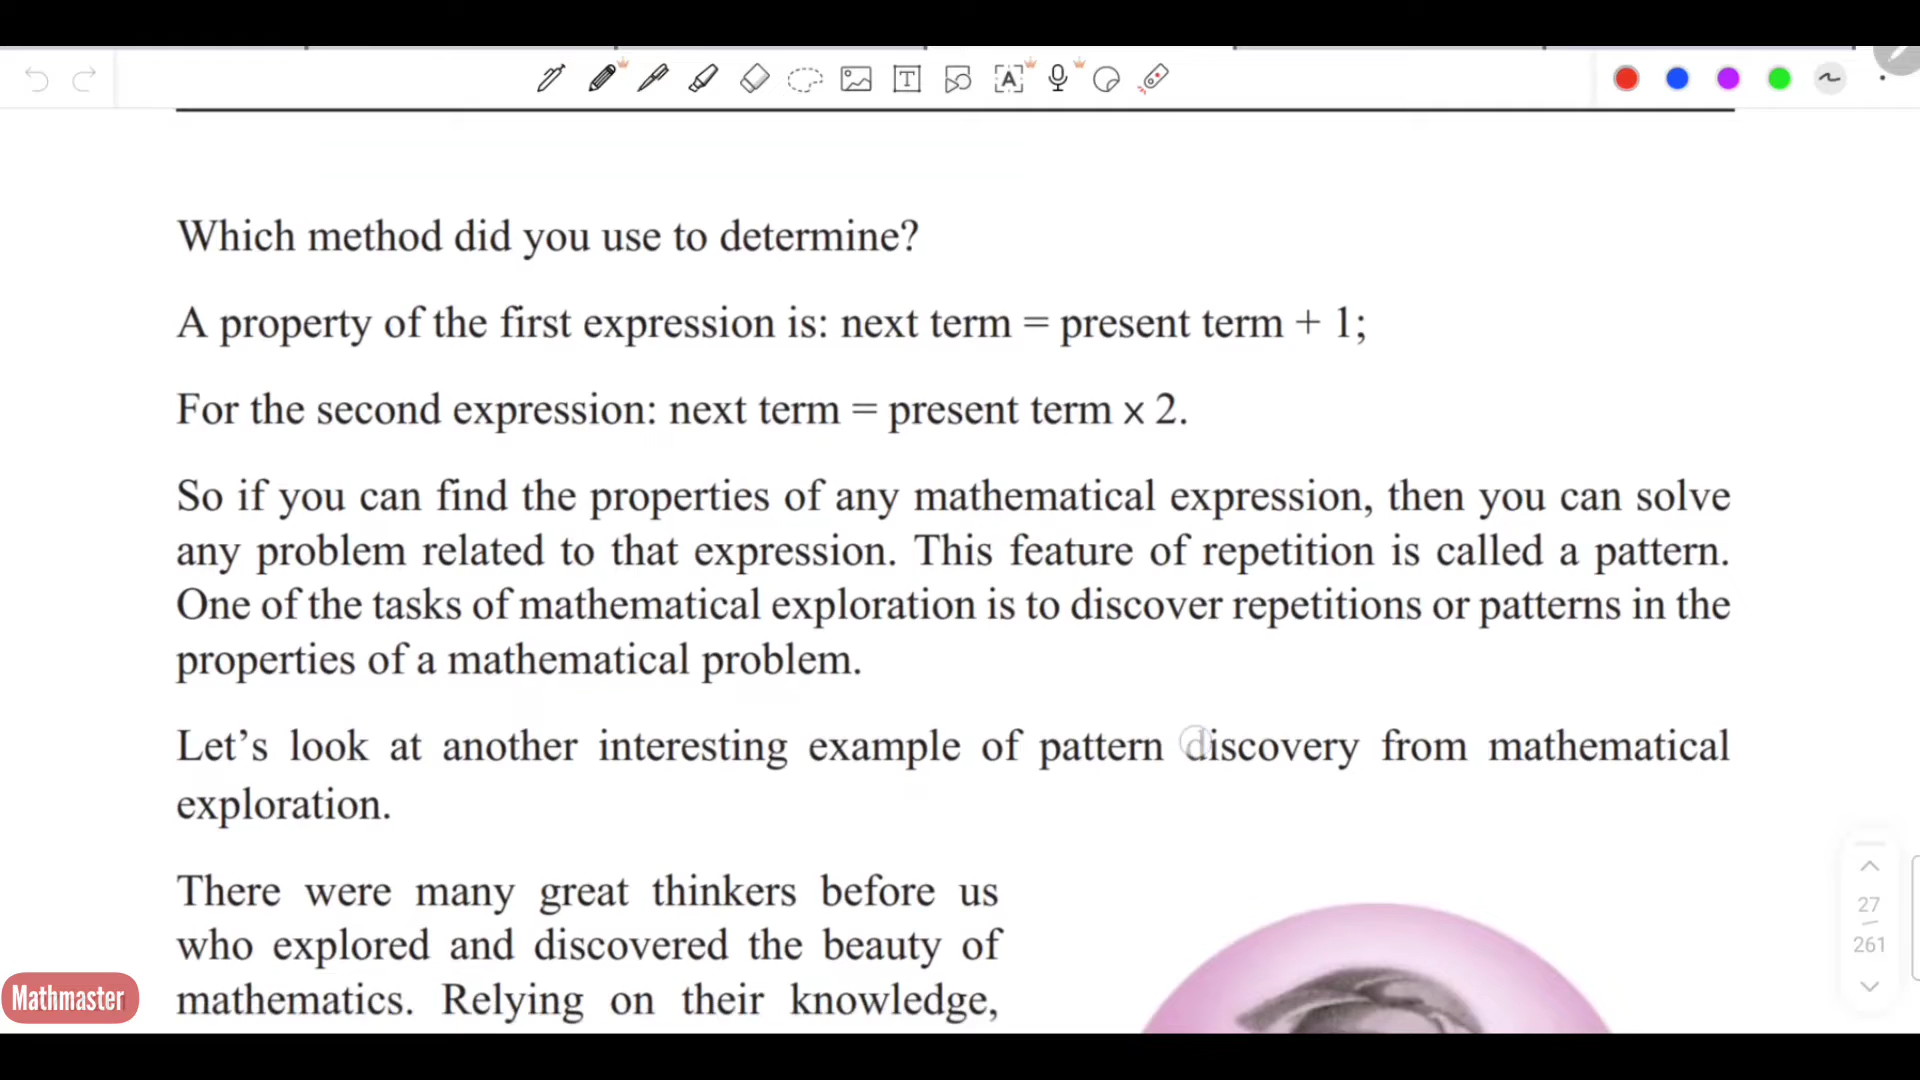 Which method did you use to determine?
A property of the first expression is: next term = present term + 1;
For the second expression: next term = present term x 2.
So if you can find the properties of any mathematical expression, then you can solve
any problem related to that expression. This feature of repetition is called a pattern.
One of the tasks of mathematical exploration is to discover repetitions or patterns in the
properties of a mathematical problem.
Let's look at another interesting example of pattern discovery from mathematical
exploration.
There were many great thinkers before us
who explored and discovered the beauty of
mathematics. Relying on their knowledge,
27
261
Mathmaster